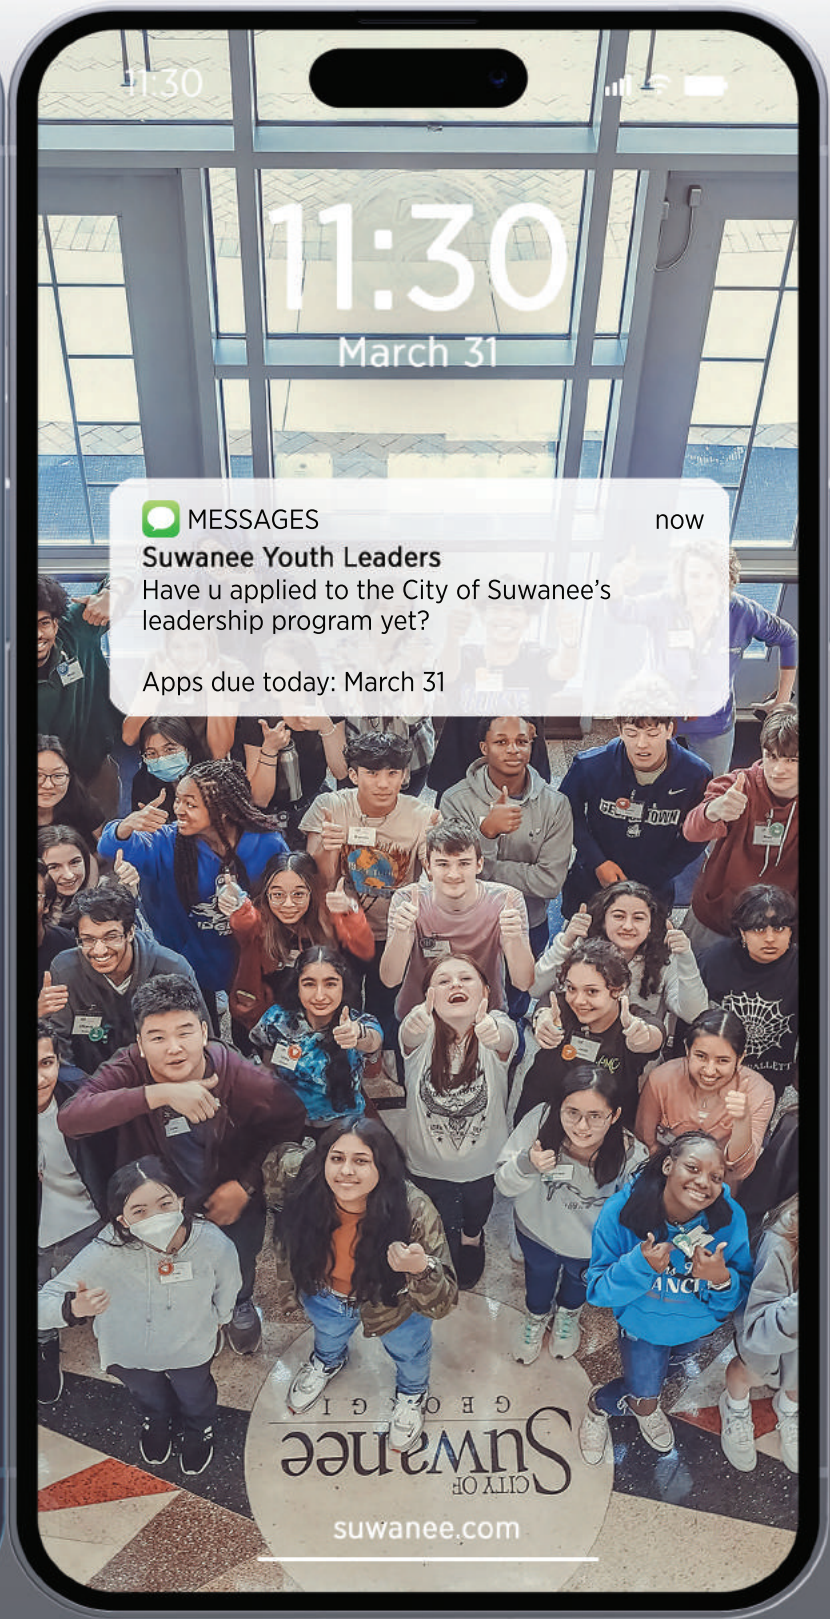 11:30
11:30
March 31
MESSAGES now
Suwanee Youth Leaders
Have u applied to the City of Suwanee’s
leadership program yet?
Apps due today: March 31
TOWN
CITY OF
Suwanee
GEORGIA
suwanee.com